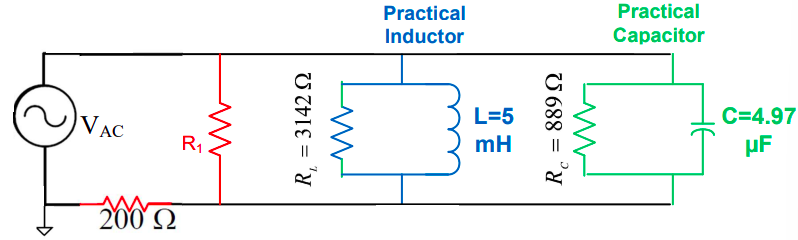 Practical
Inductor
Practical
Capacitor
V_AC
R₁
R_L = 3142 Ω
L=5
mH
R_C = 889 Ω
C=4.97
µF
200 Ω